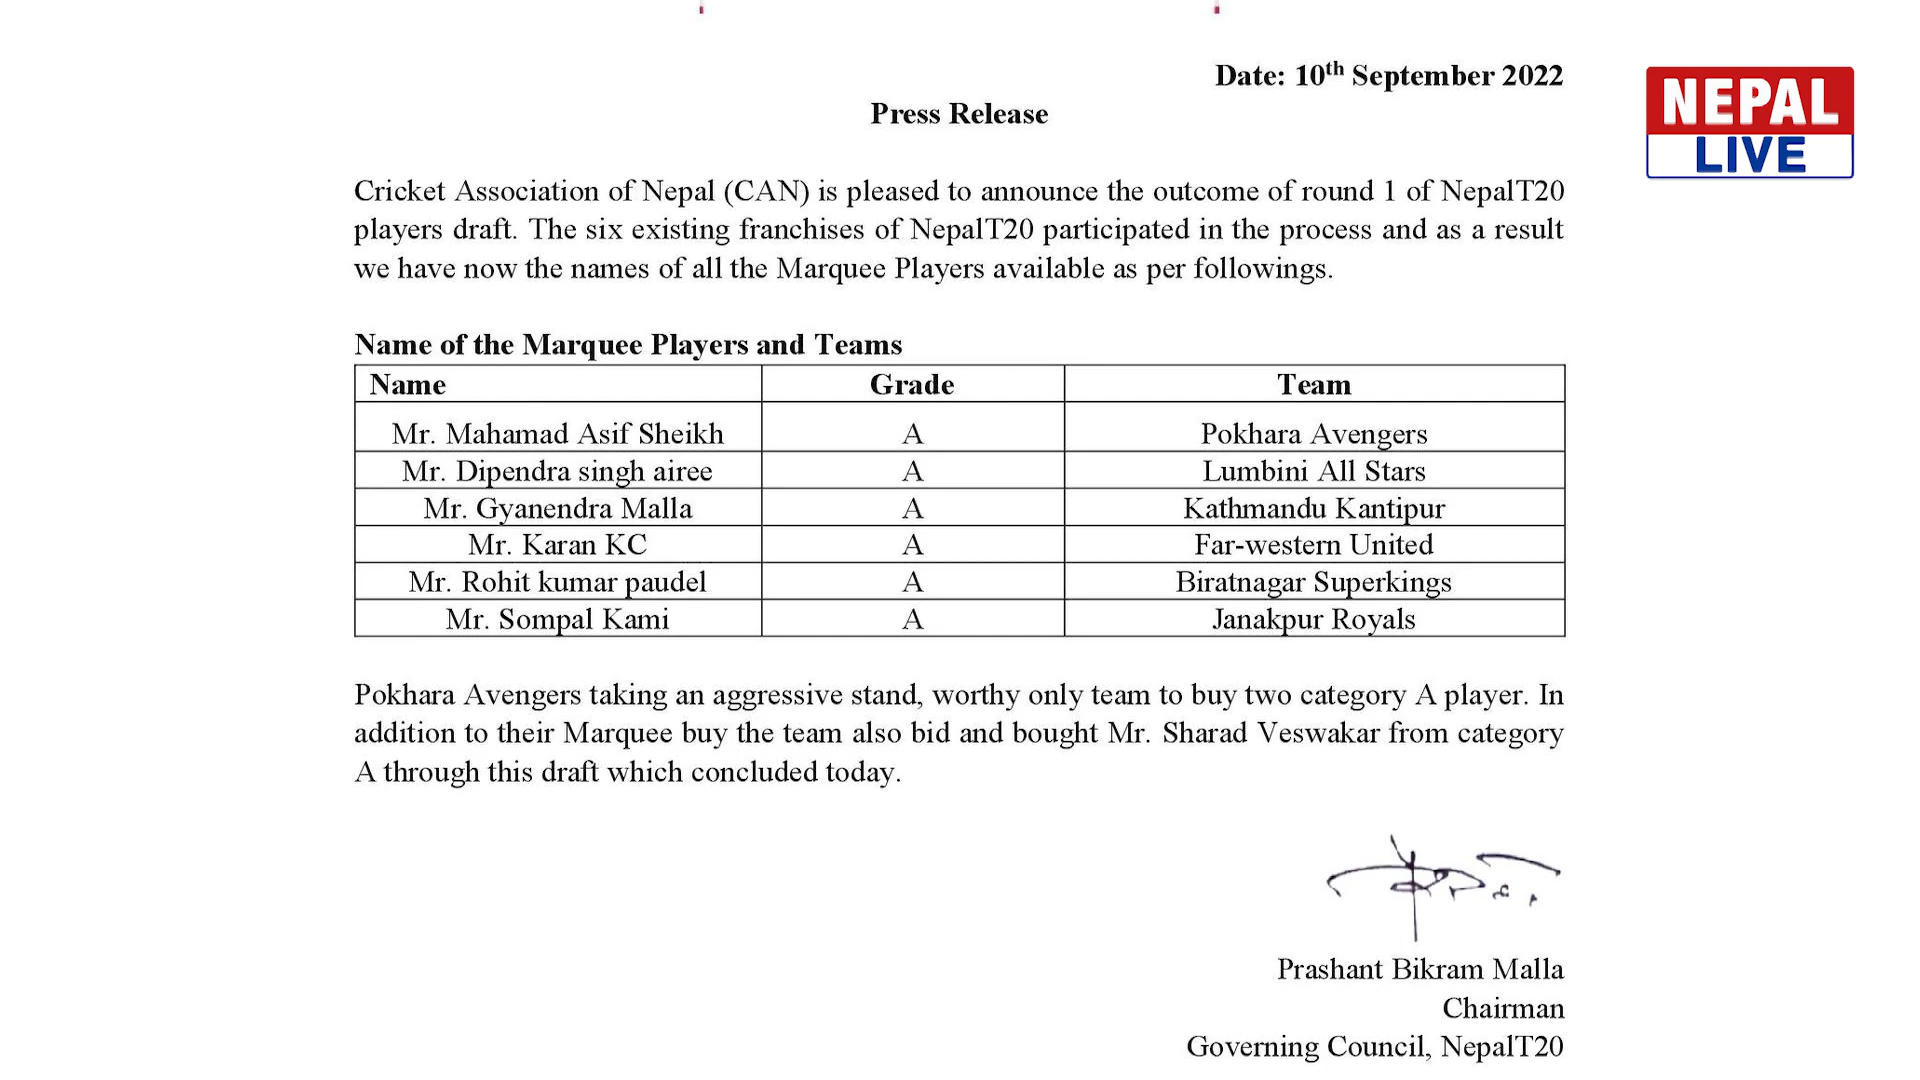 Date: 10th September 2022
Press Release
NEPAL
LIVE
Cricket Association of Nepal (CAN) is pleased to announce the outcome of round 1 of NepalT20
players draft. The six existing franchises of NepalT20 participated in the process and as a result
we have now the names of all the Marquee Players available as per followings.
Name of the Marquee Players and Teams
Name Grade Team
Mr. Mahamad Asif Sheikh A Pokhara Avengers
Mr. Dipendra singh airee A Lumbini All Stars
Mr. Gyanendra Malla A Kathmandu Kantipur
Mr. Karan KC A Far-western United
Mr. Rohit kumar paudel A Biratnagar Superkings
Mr. Sompal Kami A Janakpur Royals
Pokhara Avengers taking an aggressive stand, worthy only team to buy two category A player. In
addition to their Marquee buy the team also bid and bought Mr. Sharad Veswakar from category
A through this draft which concluded today.
Prashant Bikram Malla
Chairman
Governing Council, NepalT20